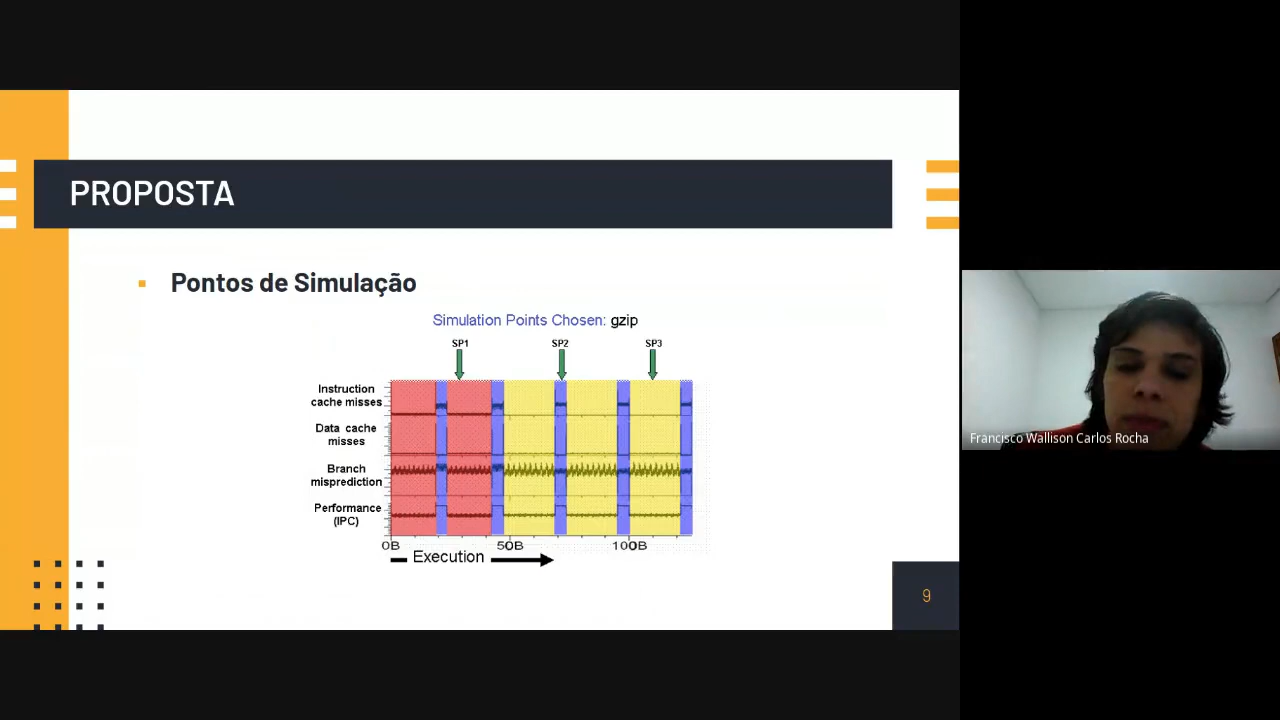 PROPOSTA
Pontos de Simulação
Simulation Points Chosen: gzip
SP1 SP2 SP3
Instruction
cache misses
Data cache
misses
Branch
misprediction
Performance
(IPC)
0B 50B 100B
Execution
9
Francisco Wallison Carlos Rocha